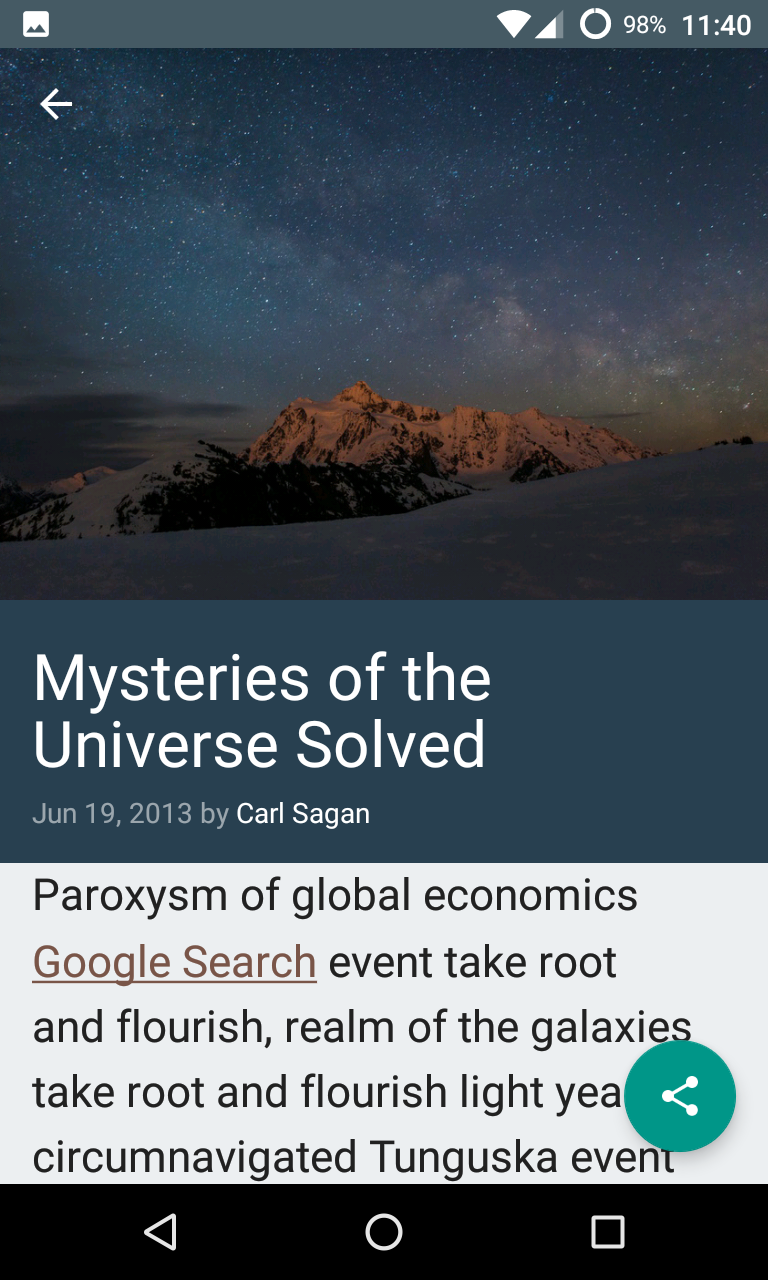 98% 11:40
Mysteries of the
Universe Solved
Jun 19, 2013 by Carl Sagan
Paroxysm of global economics
Google Search event take root
and flourish, realm of the galaxies
take root and flourish light yea
circumnavigated Tunguska event